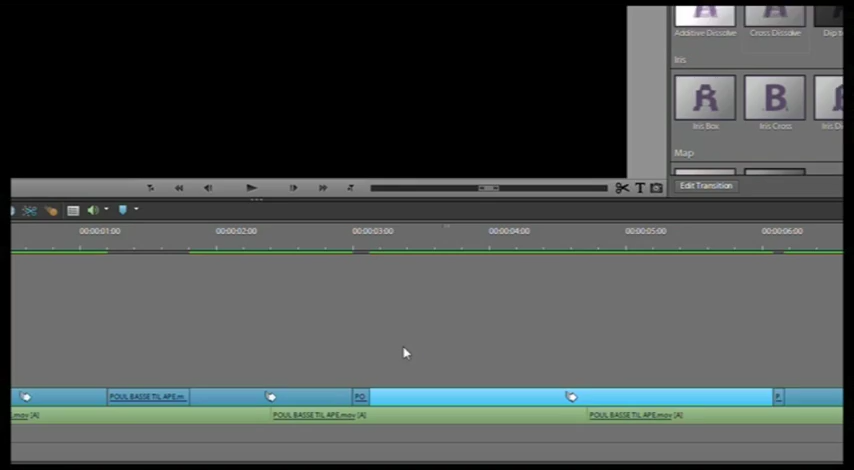 Additive Dissolve Cross Dissolve Dip to
Iris
Iris Box Iris Cross Iris Di
Map
Edit Transition
T
00:00:01:00 00:00:02:00 00:00:03:00 00:00:04:00 00:00:05:00 00:00:06:00
POUL BASSE TIL APE.m PO P
.mov [A] POUL BASSE TIL APE.mov [A] POUL BASSE TIL APE.mov [A]